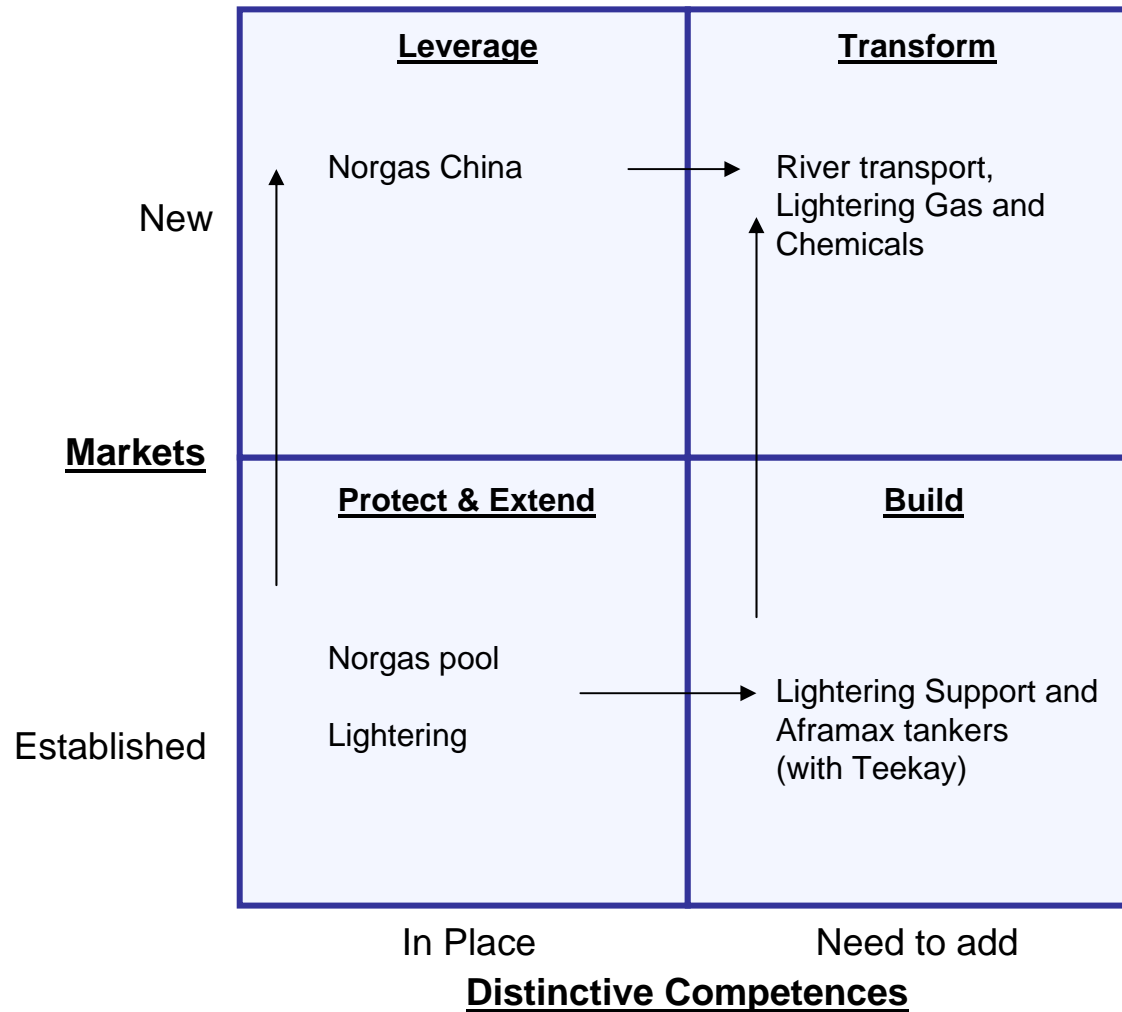 Leverage
Transform
Norgas China
River transport,
Lightering Gas and
Chemicals
New
Markets
Protect & Extend
Build
Norgas pool
Lightering
Lightering Support and
Aframax tankers
(with Teekay)
Established
In Place
Need to add
Distinctive Competences